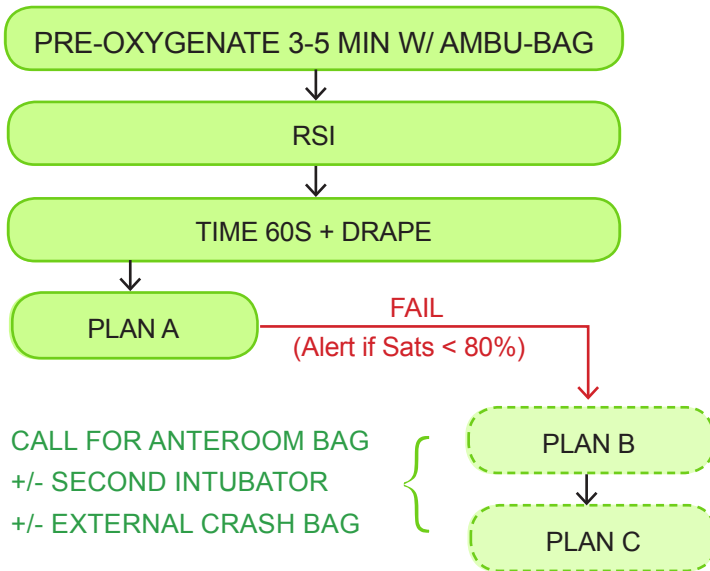 PRE-OXYGENATE 3-5 MIN W/ AMBU-BAG
RSI
TIME 60S + DRAPE
PLAN A
FAIL
(Alert if Sats < 80%)
CALL FOR ANTEROOM BAG
+/- SECOND INTUBATOR
+/- EXTERNAL CRASH BAG
PLAN B
PLAN C